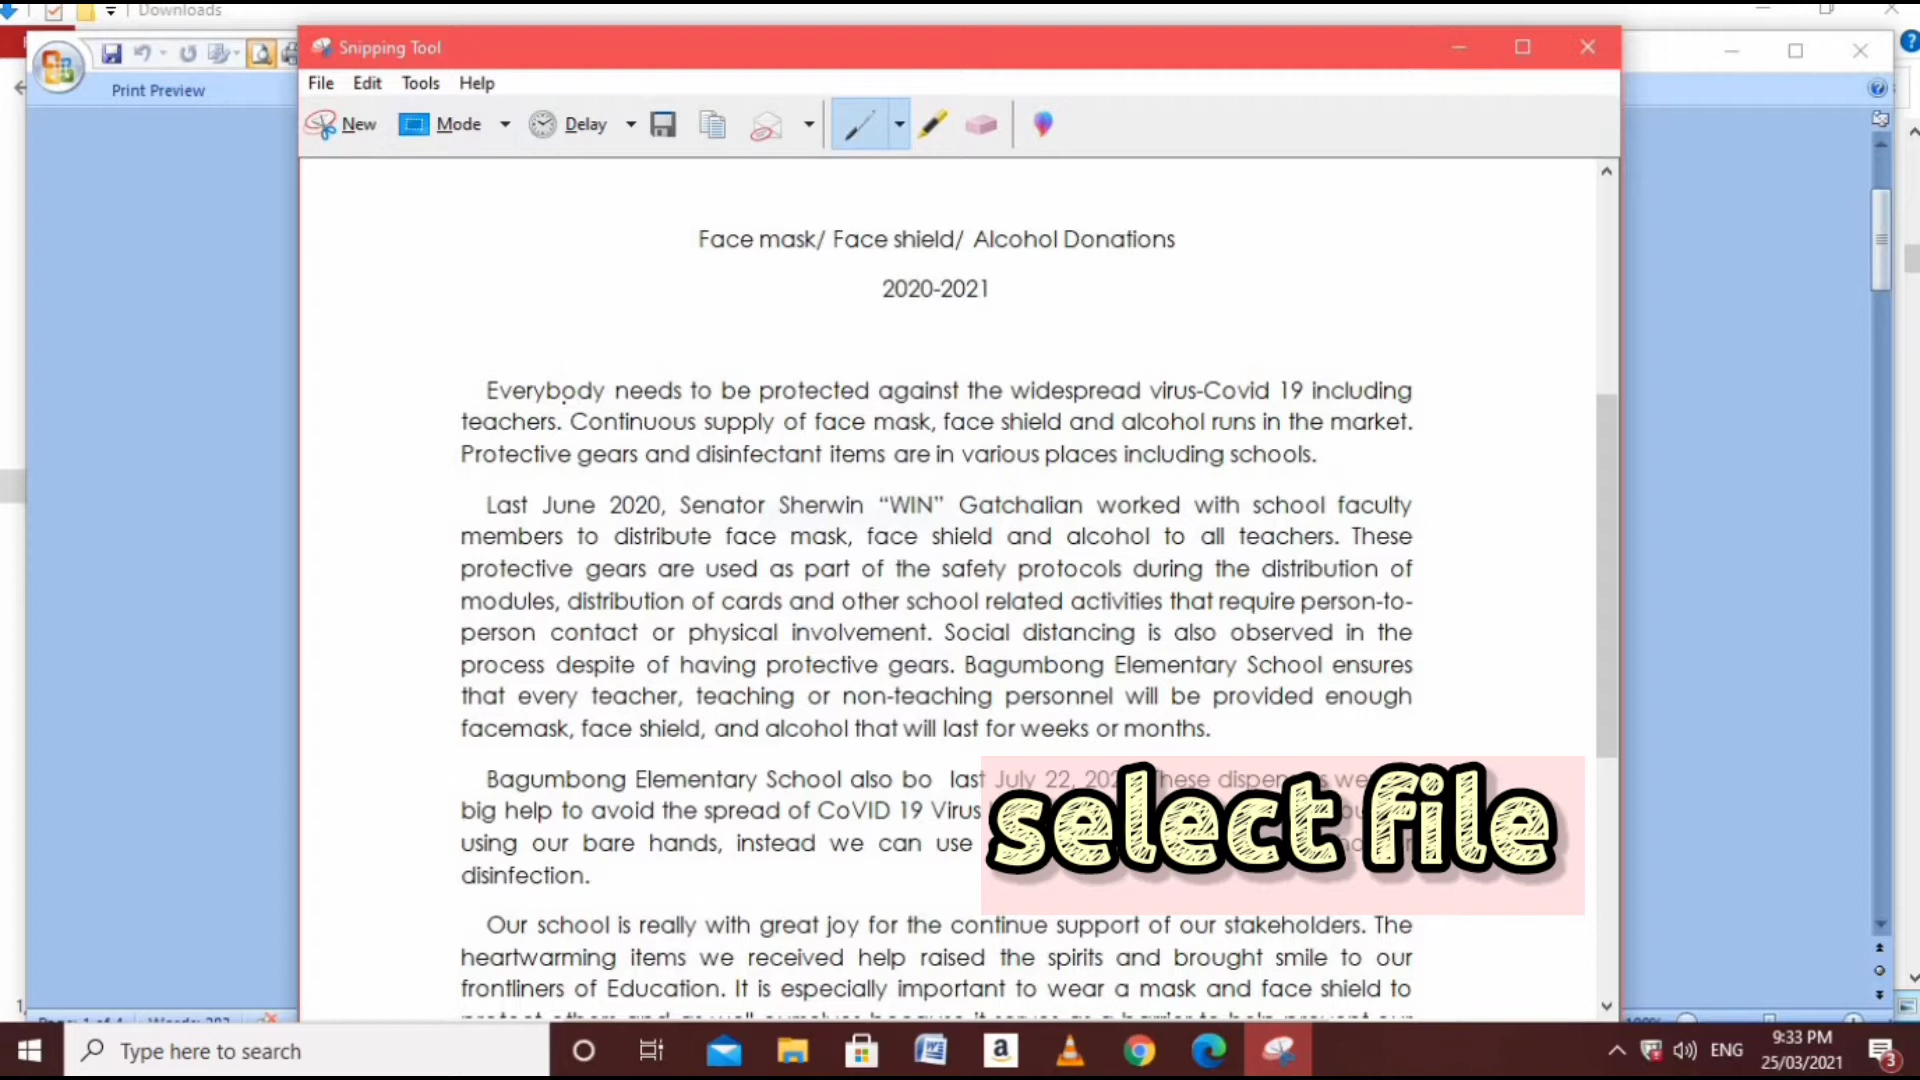 Downloads
Snipping Tool
Print Preview
File Edit Tools Help
New Mode Delay
Face mask/ Face shield/ Alcohol Donations
2020-2021
Everybody needs to be protected against the widespread virus-Covid 19 including
teachers. Continuous supply of face mask, face shield and alcohol runs in the market.
Protective gears and disinfectant items are in various places including schools.
Last June 2020, Senator Sherwin “WIN” Gatchalian worked with school faculty
members to distribute face mask, face shield and alcohol to all teachers. These
protective gears are used as part of the safety protocols during the distribution of
modules, distribution of cards and other school related activities that require person-to-
person contact or physical involvement. Social distancing is also observed in the
process despite of having protective gears. Bagumbong Elementary School ensures
that every teacher, teaching or non-teaching personnel will be provided enough
facemask, face shield, and alcohol that will last for weeks or months.
Bagumbong Elementary School also bo last July 22, These
big help to avoid the spread of CoVID 19 Virus
using our bare hands, instead we can use
disinfection.
select file
Our school is really with great joy for the continue support of our stakeholders. The
heartwarming items we received help raised the spirits and brought smile to our
frontliners of Education. It is especially important to wear a mask and face shield to
Type here to search
ENG
9:33 PM
25/03/2021
3